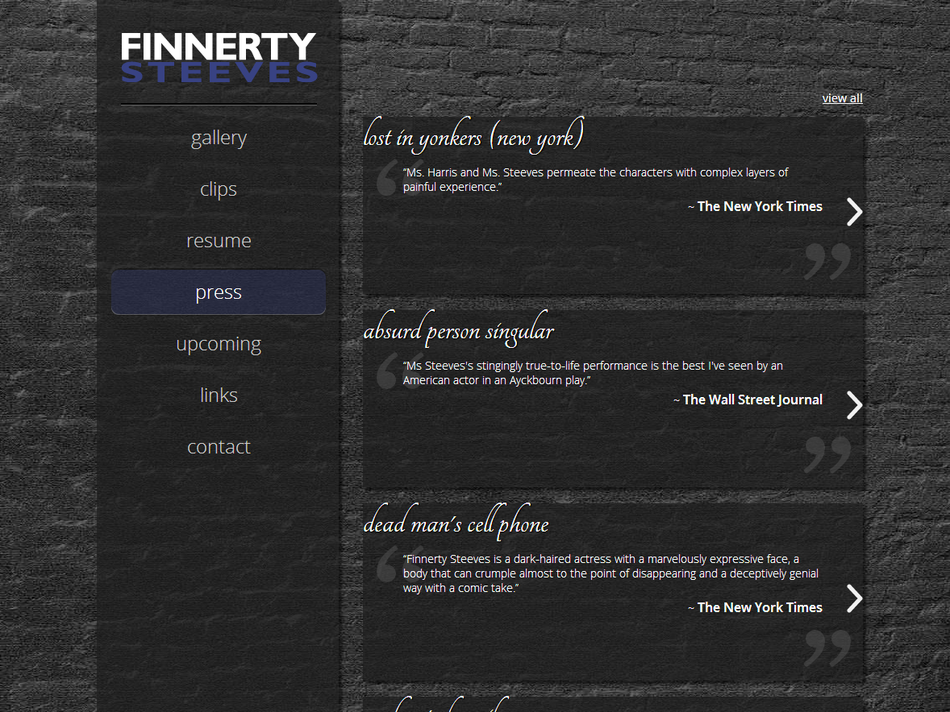 FINNERTY
STEEVES
gallery
clips
resume
press
upcoming
links
contact
view all
lost in yonkers (new york)
“Ms. Harris and Ms. Steeves permeate the characters with complex layers of
painful experience.”
~ The New York Times
absurd person singular
“Ms Steeves's stingingly true-to-life performance is the best I've seen by an
American actor in an Ayckbourn play.”
~ The Wall Street Journal
dead man's cell phone
“Finnerty Steeves is a dark-haired actress with a marvelously expressive face, a
body that can crumple almost to the point of disappearing and a deceptively genial
way with a comic take.”
~ The New York Times